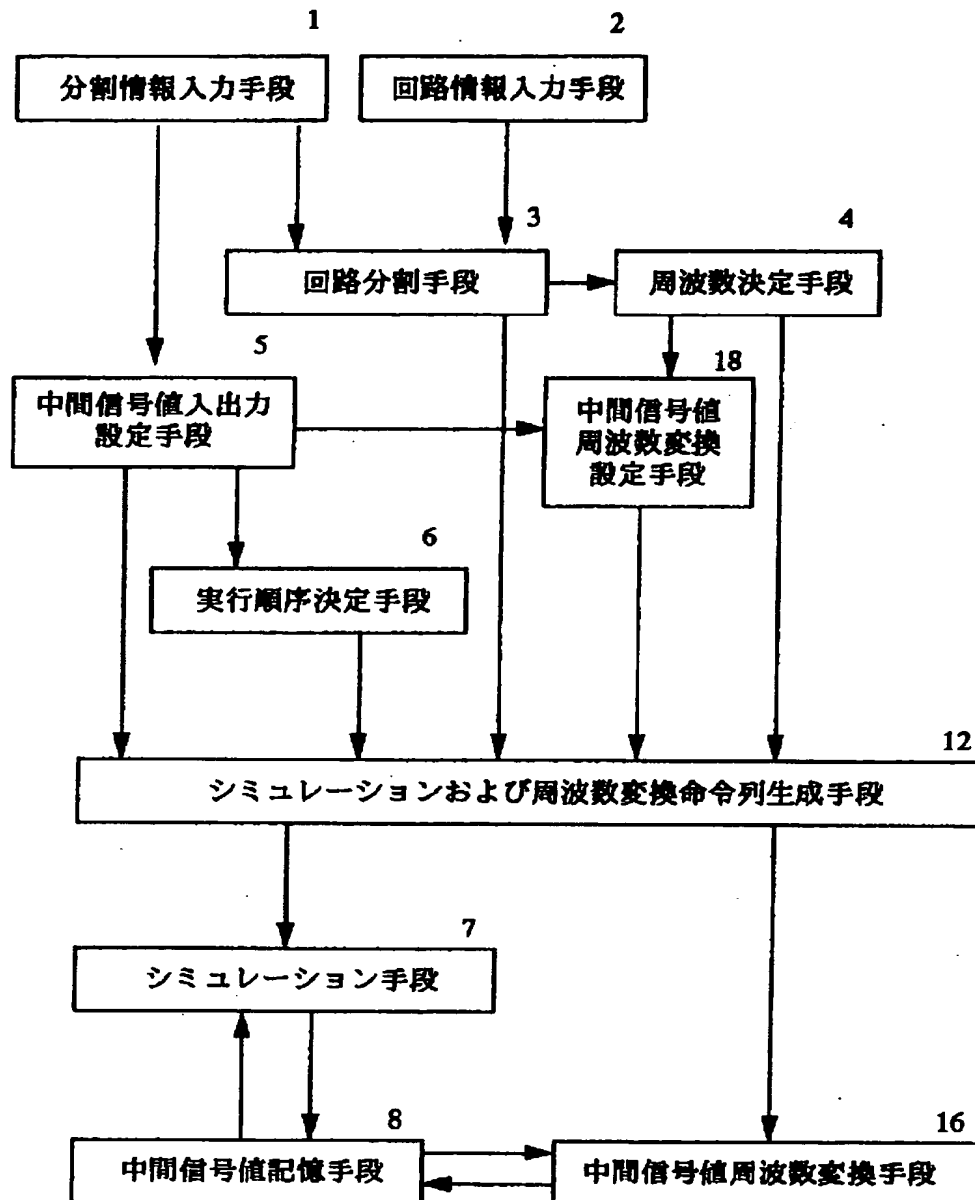 1
2
分割情報入力手段
回路情報入力手段
3
4
回路分割手段
周波数決定手段
5
18
中間信号値入出力
設定手段
中間信号値
周波数変換
設定手段
6
実行順序決定手段
12
シミュレーションおよび周波数変換命令列生成手段
7
シミュレーション手段
8
16
中間信号値記憶手段
中間信号値周波数変換手段